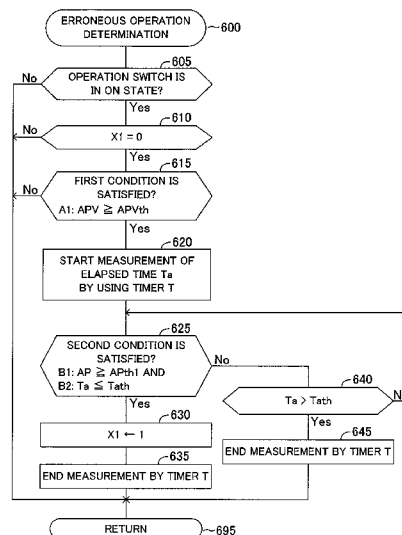 ERRONEOUS OPERATION
DETERMINATION
600
605
No
OPERATION SWITCH IS
IN ON STATE?
Yes
610
No
X1 = 0
Yes
615
No
FIRST CONDITION IS
SATISFIED?
A1: APV ≧ APVth
Yes
620
START MEASUREMENT OF
ELAPSED TIME Ta
BY USING TIMER T
625
SECOND CONDITION IS
SATISFIED?
B1: AP ≧ APth1 AND
B2: Ta ≦ Tath
No
Yes
640
Ta > Tath
N
Yes
630
X1 ← 1
645
END MEASUREMENT BY TIMER T
635
END MEASUREMENT BY TIMER T
RETURN
695